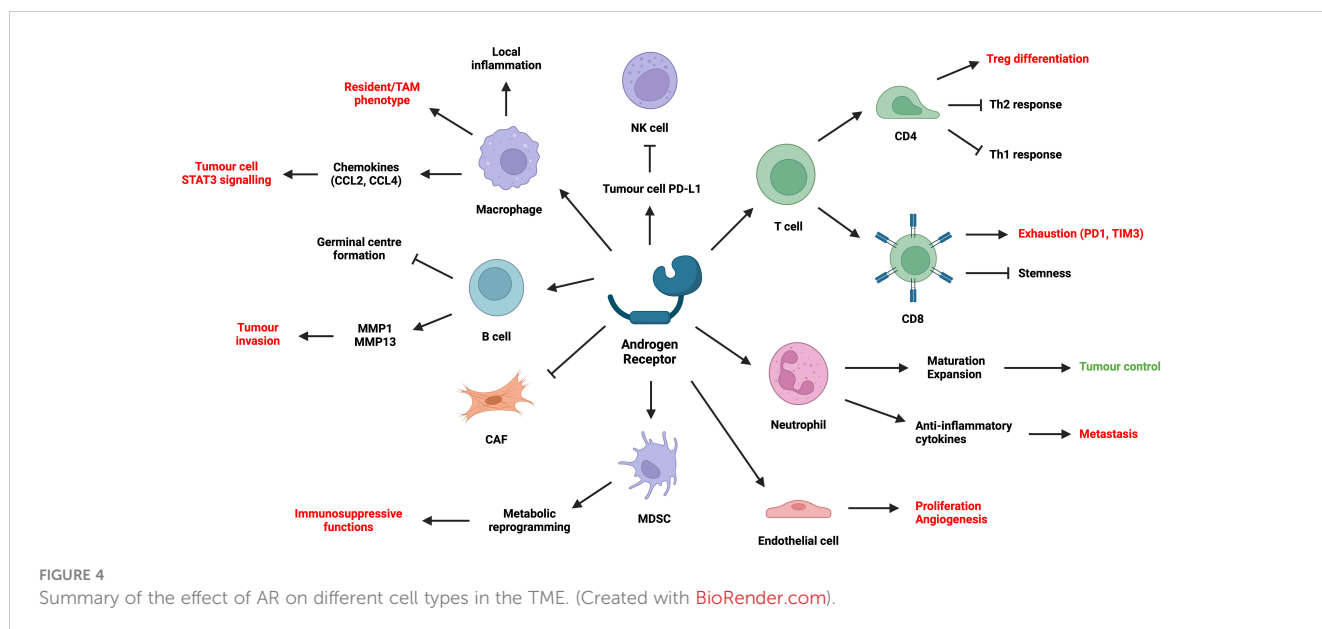 Local
inflammation
Resident/TAM
phenotype
NK cell
Treg differentiation
Th2 response
CD4
Th1 response
Tumour cell
STAT3 signalling
Chemokines
(CCL2, CCL4)
Macrophage
Tumour cell PD-L1
T cell
Germinal centre
formation
Exhaustion (PD1, TIM3)
Stemness
CD8
Tumour
invasion
MMP1
MMP13
B cell
Androgen
Receptor
Maturation
Expansion
Tumour control
Neutrophil
Anti-inflammatory
cytokines
Metastasis
CAF
Immunosuppressive
functions
Metabolic
reprogramming
MDSC
Endothelial cell
Proliferation
Angiogenesis
FIGURE 4
Summary of the effect of AR on different cell types in the TME. (Created with BioRender.com).